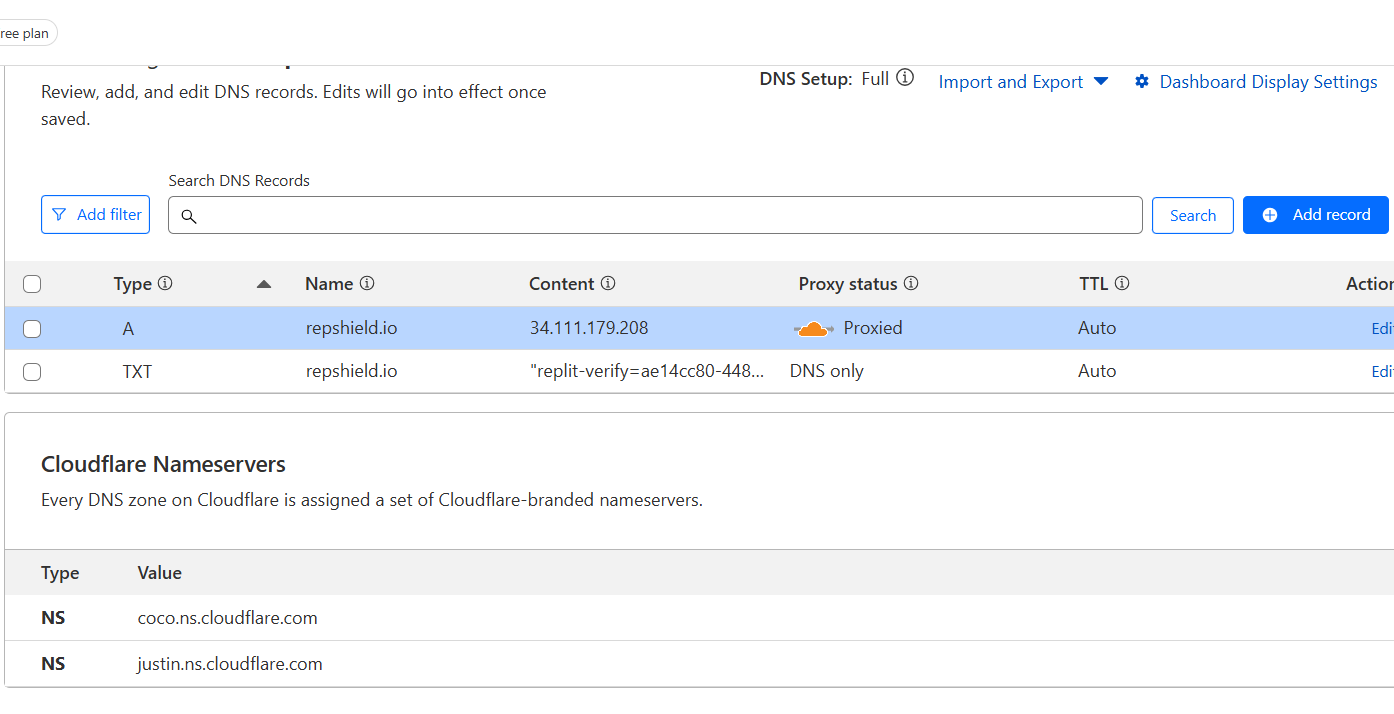 ree plan
Review, add, and edit DNS records. Edits will go into effect once
saved.
DNS Setup: Full
Import and Export
Dashboard Display Settings
Search DNS Records
Add filter
Search
Add record
Type Name Content Proxy status TTL Action
A repshield.io 34.111.179.208 Proxied Auto Edi
TXT repshield.io "replit-verify=ae14cc80-448... DNS only Auto Edi
Cloudflare Nameservers
Every DNS zone on Cloudflare is assigned a set of Cloudflare-branded nameservers.
Type Value
NS coco.ns.cloudflare.com
NS justin.ns.cloudflare.com